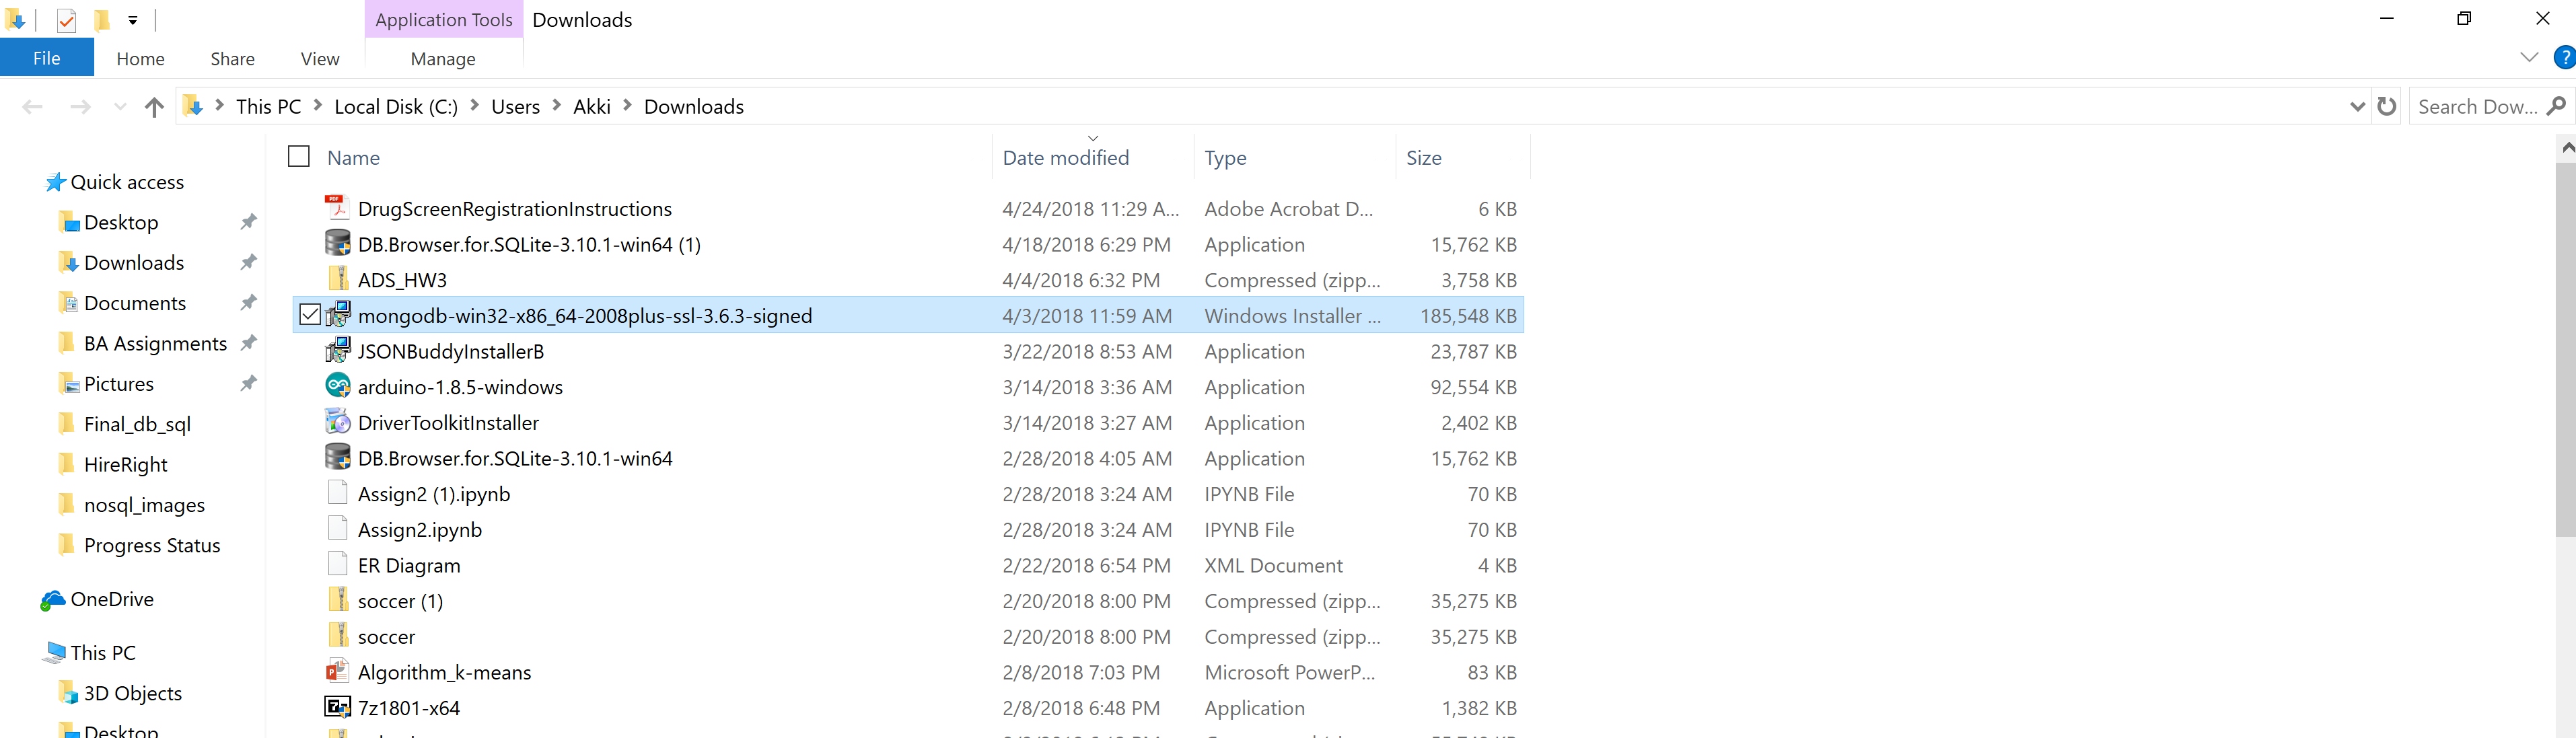 Application Tools Downloads
File Home Share View Manage
This PC Local Disk (C:) Users Akki Downloads Search Dow...
Name Date modified Type Size
Quick access
Desktop
Downloads
Documents
BA Assignments
Pictures
Final_db_sql
HireRight
nosql_images
Progress Status
OneDrive
This PC
3D Objects
Desktop
DrugScreenRegistrationInstructions 4/24/2018 11:29 A... Adobe Acrobat D... 6 KB
DB.Browser.for.SQLite-3.10.1-win64 (1) 4/18/2018 6:29 PM Application 15,762 KB
ADS_HW3 4/4/2018 6:32 PM Compressed (zipp... 3,758 KB
mongodb-win32-x86_64-2008plus-ssl-3.6.3-signed 4/3/2018 11:59 AM Windows Installer ... 185,548 KB
JSONBuddyInstallerB 3/22/2018 8:53 AM Application 23,787 KB
arduino-1.8.5-windows 3/14/2018 3:36 AM Application 92,554 KB
DriverToolkitInstaller 3/14/2018 3:27 AM Application 2,402 KB
DB.Browser.for.SQLite-3.10.1-win64 2/28/2018 4:05 AM Application 15,762 KB
Assign2 (1).ipynb 2/28/2018 3:24 AM IPYNB File 70 KB
Assign2.ipynb 2/28/2018 3:24 AM IPYNB File 70 KB
ER Diagram 2/22/2018 6:54 PM XML Document 4 KB
soccer (1) 2/20/2018 8:00 PM Compressed (zipp... 35,275 KB
soccer 2/20/2018 8:00 PM Compressed (zipp... 35,275 KB
Algorithm_k-means 2/8/2018 7:03 PM Microsoft PowerP... 83 KB
7z1801-x64 2/8/2018 6:48 PM Application 1,382 KB